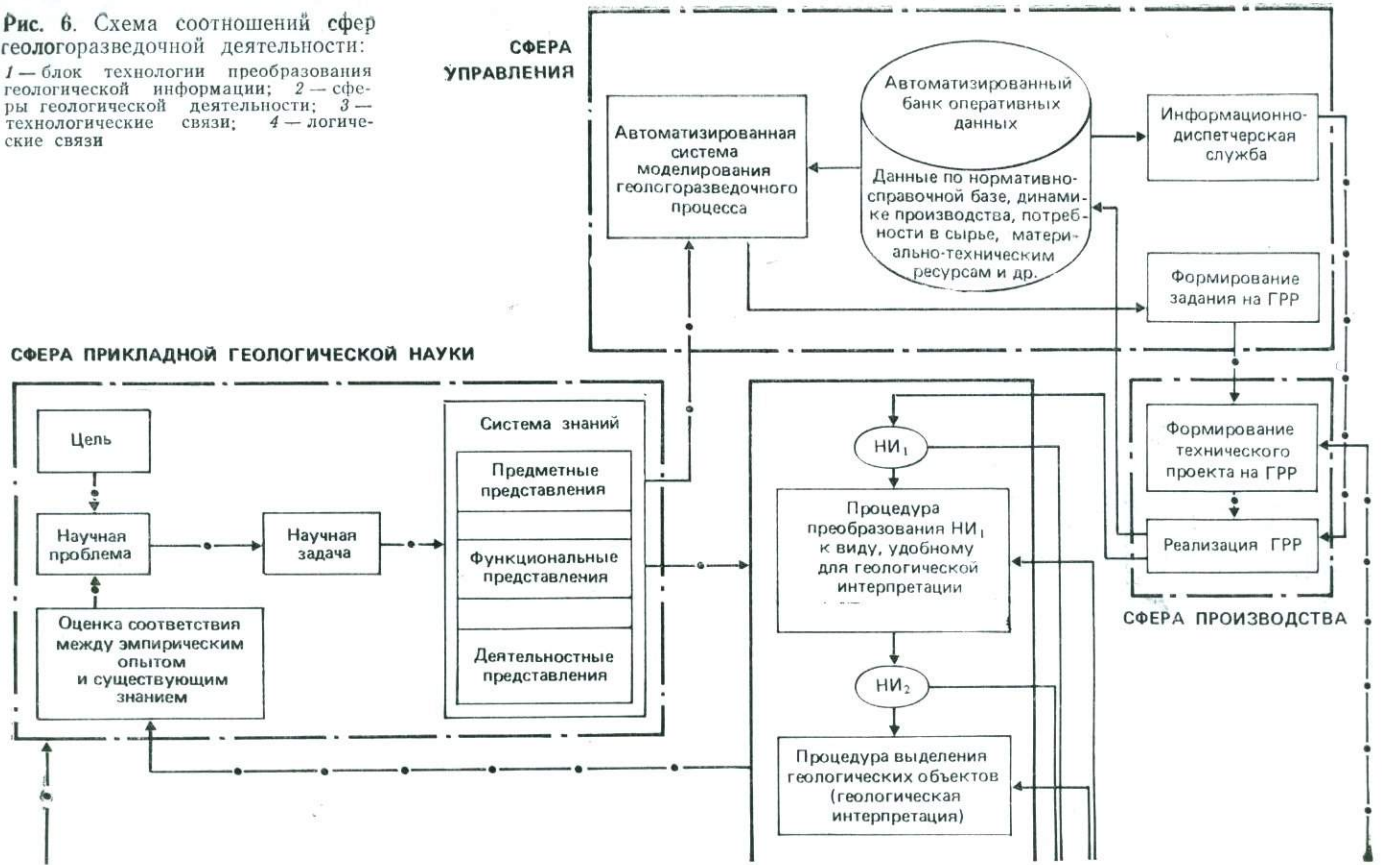 Рис. 6. Схема соотношений сфер
геологоразведочной деятельности:
1 — блок технологии преобразования
геологической информации; 2 — сфе-
ры геологической деятельности; 3 —
технологические связи; 4 — логиче-
ские связи
СФЕРА
УПРАВЛЕНИЯ
Автоматизированная
система
моделирования
геологоразведочного
процесса
Автоматизированный
банк оперативных
данных
Данные по нормативно-
справочной базе, динами-
ке производства, потреб-
ности в сырье, матери-
ально-техническим
ресурсам и др.
Информационно-
диспетчерская
служба
Формирование
задания на ГРР
СФЕРА ПРИКЛАДНОЙ ГЕОЛОГИЧЕСКОЙ НАУКИ
Цель
Научная
проблема
Научная
задача
Оценка соответствия
между эмпирическим
опытом
и существующим
знанием
Система знаний
Предметные
представления
Функциональные
представления
Деятельностные
представления
НИ₁
Процедура
преобразования НИ₁
к виду, удобному
для геологической
интерпретации
НИ₂
Процедура выделения
геологических объектов
(геологическая
интерпретация)
Формирование
технического
проекта на ГРР
Реализация ГРР
СФЕРА ПРОИЗВОДСТВА